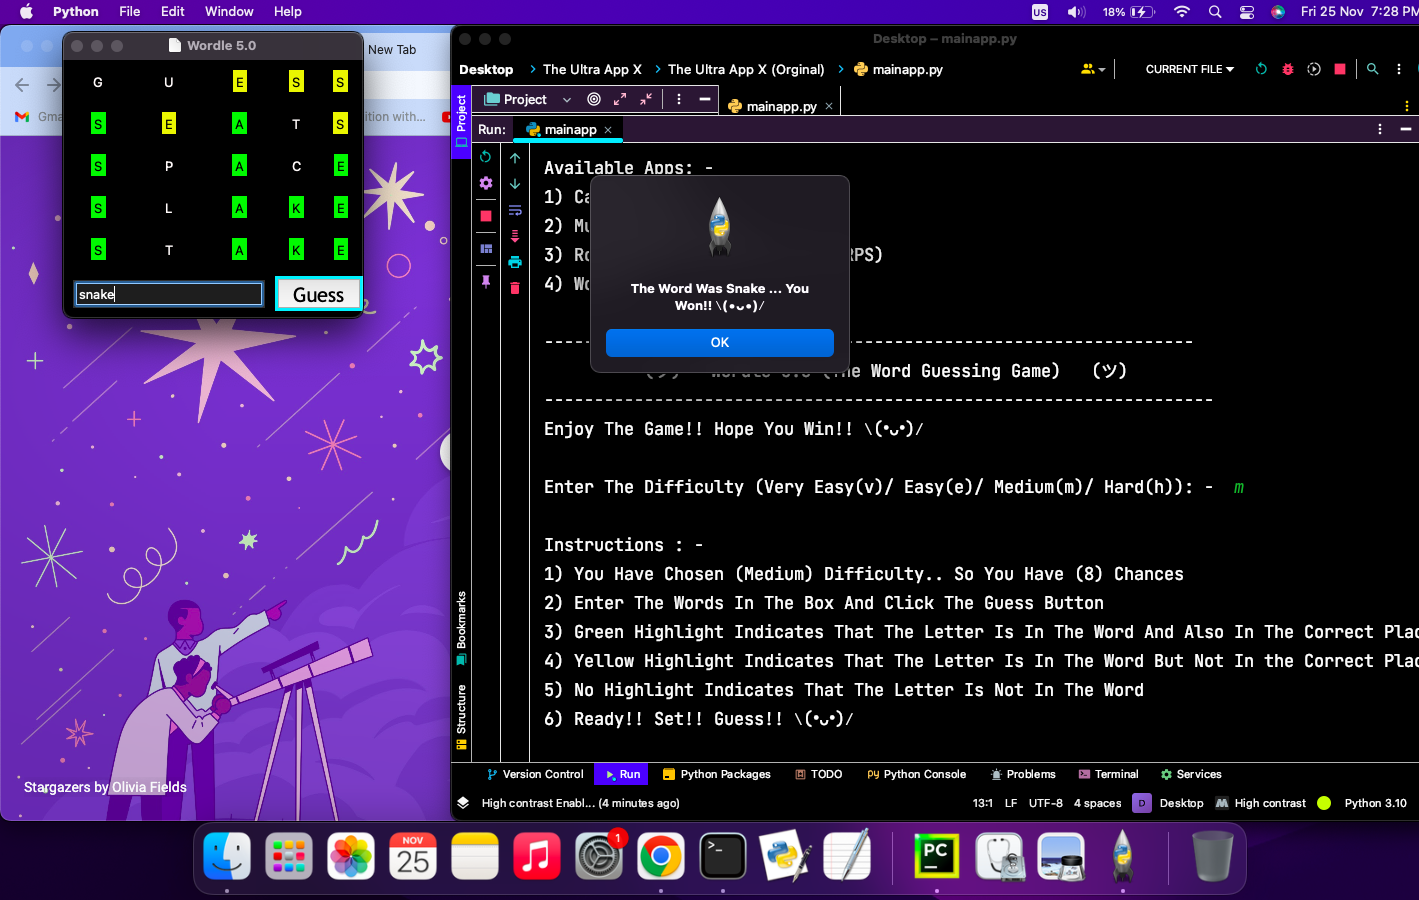 Python File Edit Window Help US 18% Fri 25 Nov 7:28 PM
Wordle 5.0
New Tab
G U E S S
S E A T S
S P A C E
S L A K E
S T A K E
snake Guess
ition with...
Desktop – mainapp.py
Desktop > The Ultra App X > The Ultra App X (Orginal) > mainapp.py CURRENT FILE
Project mainapp.py
Project
Run: mainapp
Available Apps: -
1) Ca
2) Mu
3) Ro RPS)
4) Wo
The Word Was Snake ... You
Won!! \(•ᴗ•)/
OK
-----------------------------------------------------------------
(ツ) Wordle 5.0 (The Word Guessing Game) (ツ)
-------------------------------------------------------------------
Enjoy The Game!! Hope You Win!! \(•ᴗ•)/
Enter The Difficulty (Very Easy(v)/ Easy(e)/ Medium(m)/ Hard(h)): - m
Instructions : -
1) You Have Chosen (Medium) Difficulty.. So You Have (8) Chances
2) Enter The Words In The Box And Click The Guess Button
3) Green Highlight Indicates That The Letter Is In The Word And Also In The Correct Plac
4) Yellow Highlight Indicates That The Letter Is In The Word But Not In the Correct Plac
5) No Highlight Indicates That The Letter Is Not In The Word
6) Ready!! Set!! Guess!! \(•ᴗ•)/
Bookmarks
Structure
Version Control Run Python Packages TODO Python Console Problems Terminal Services
High contrast Enabl... (4 minutes ago) 13:1 LF UTF-8 4 spaces D Desktop High contrast Python 3.10
Stargazers by Olivia Fields
NOV
25
1
PC